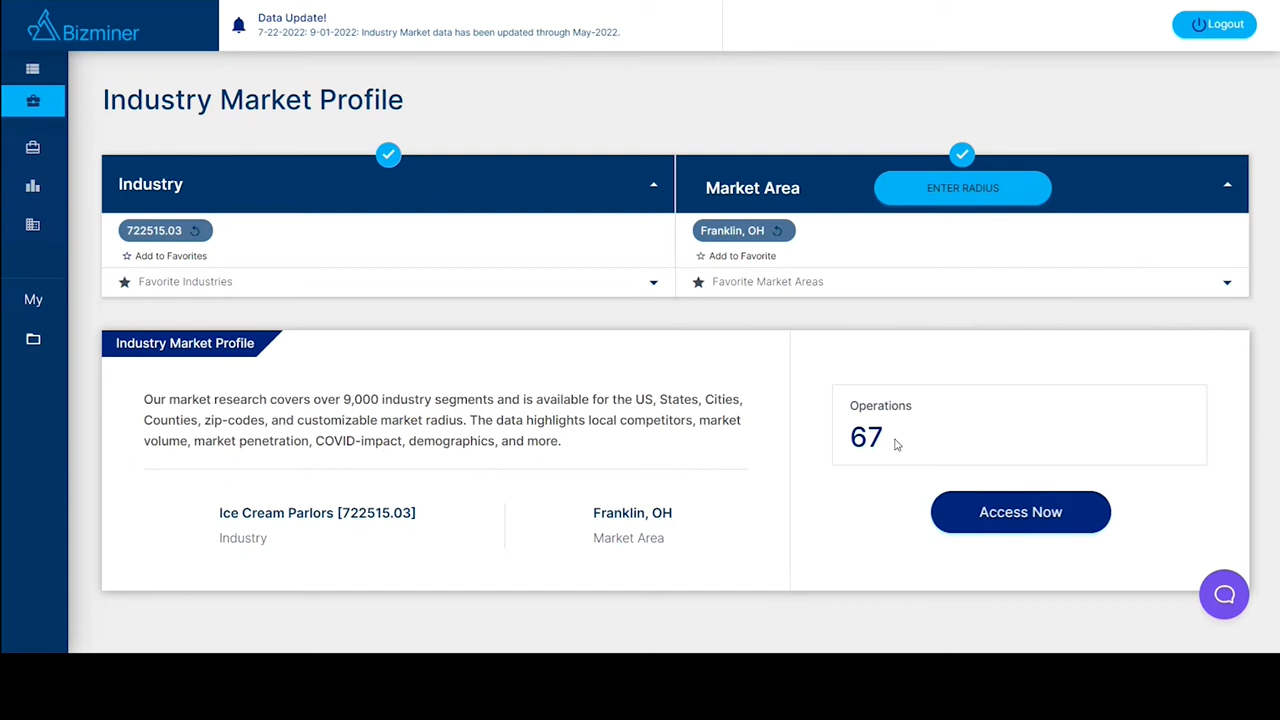 Bizminer
Data Update!
7-22-2022: 9-01-2022: Industry Market data has been updated through May-2022.
Logout
Industry Market Profile
Industry
Market Area
ENTER RADIUS
722515.03
Franklin, OH
Add to Favorites
Add to Favorite
Favorite Industries
Favorite Market Areas
My
Industry Market Profile
Our market research covers over 9,000 industry segments and is available for the US, States, Cities,
Counties, zip-codes, and customizable market radius. The data highlights local competitors, market
volume, market penetration, COVID-impact, demographics, and more.
Ice Cream Parlors [722515.03]
Industry
Franklin, OH
Market Area
Operations
67
Access Now